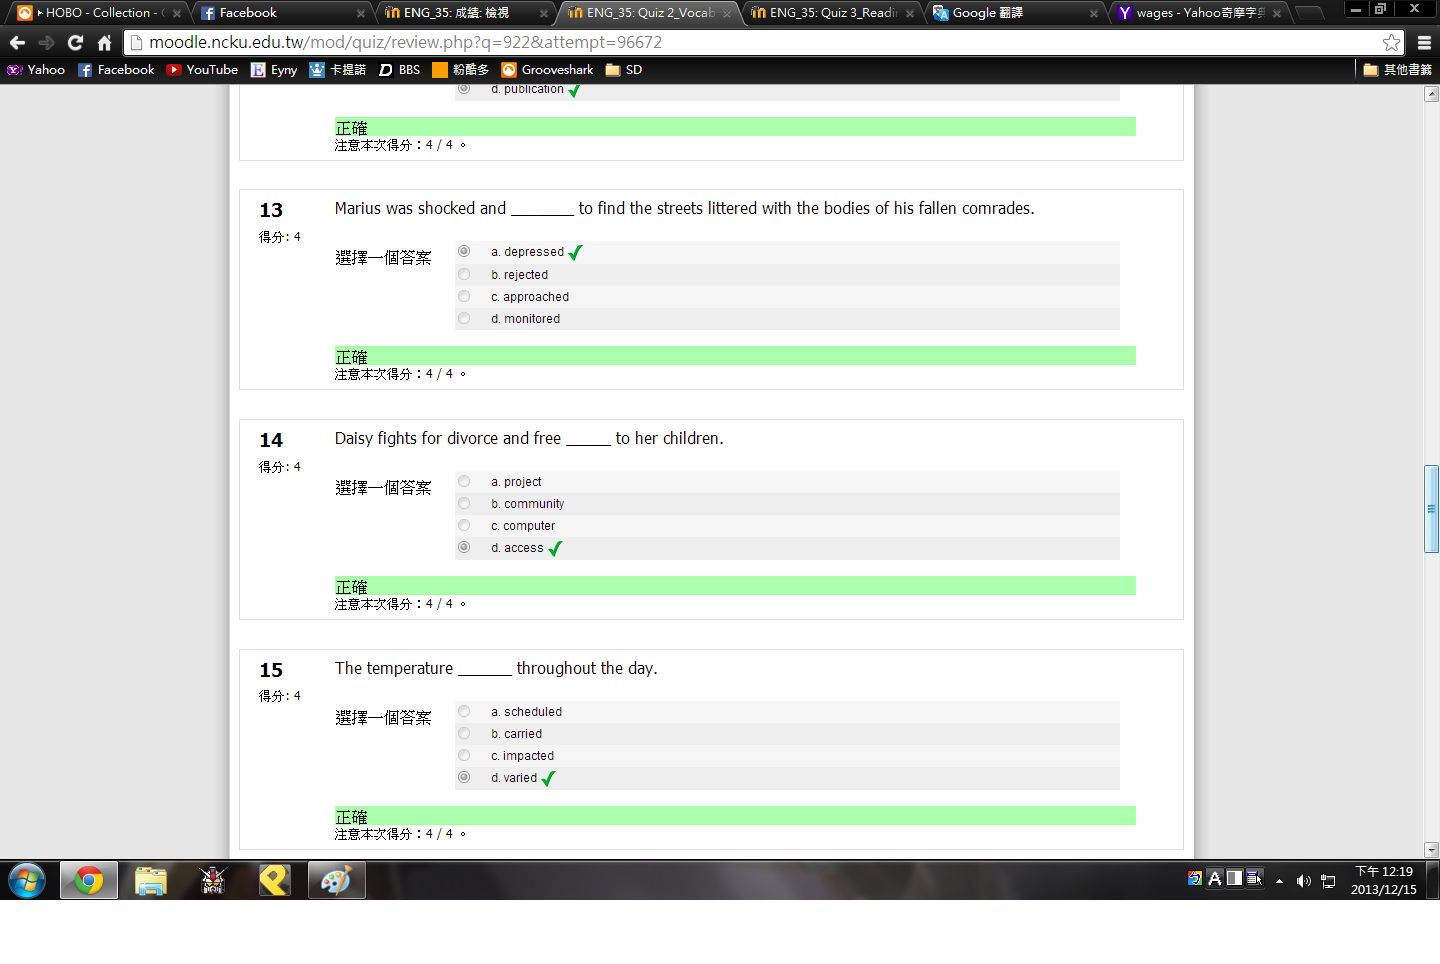 HOBO - Collection - (
Facebook
ENG_35: 成績: 檢視
ENG_35: Quiz 2_Vocab
ENG_35: Quiz 3_Readi
Google 翻譯
wages - Yahoo奇摩字典
moodle.ncku.edu.tw/mod/quiz/review.php?q=922&attempt=96672
Yahoo
Facebook
YouTube
Eyny
卡提諾
BBS
粉酷多
Grooveshark
SD
其他書籤
d. publication
正確
注意本次得分：4 / 4 。
13
Marius was shocked and ________ to find the streets littered with the bodies of his fallen comrades.
得分: 4
選擇一個答案
a. depressed
b. rejected
c. approached
d. monitored
正確
注意本次得分：4 / 4 。
14
Daisy fights for divorce and free _____ to her children.
得分: 4
選擇一個答案
a. project
b. community
c. computer
d. access
正確
注意本次得分：4 / 4 。
15
The temperature ______ throughout the day.
得分: 4
選擇一個答案
a. scheduled
b. carried
c. impacted
d. varied
正確
注意本次得分：4 / 4 。
下午 12:19
2013/12/15